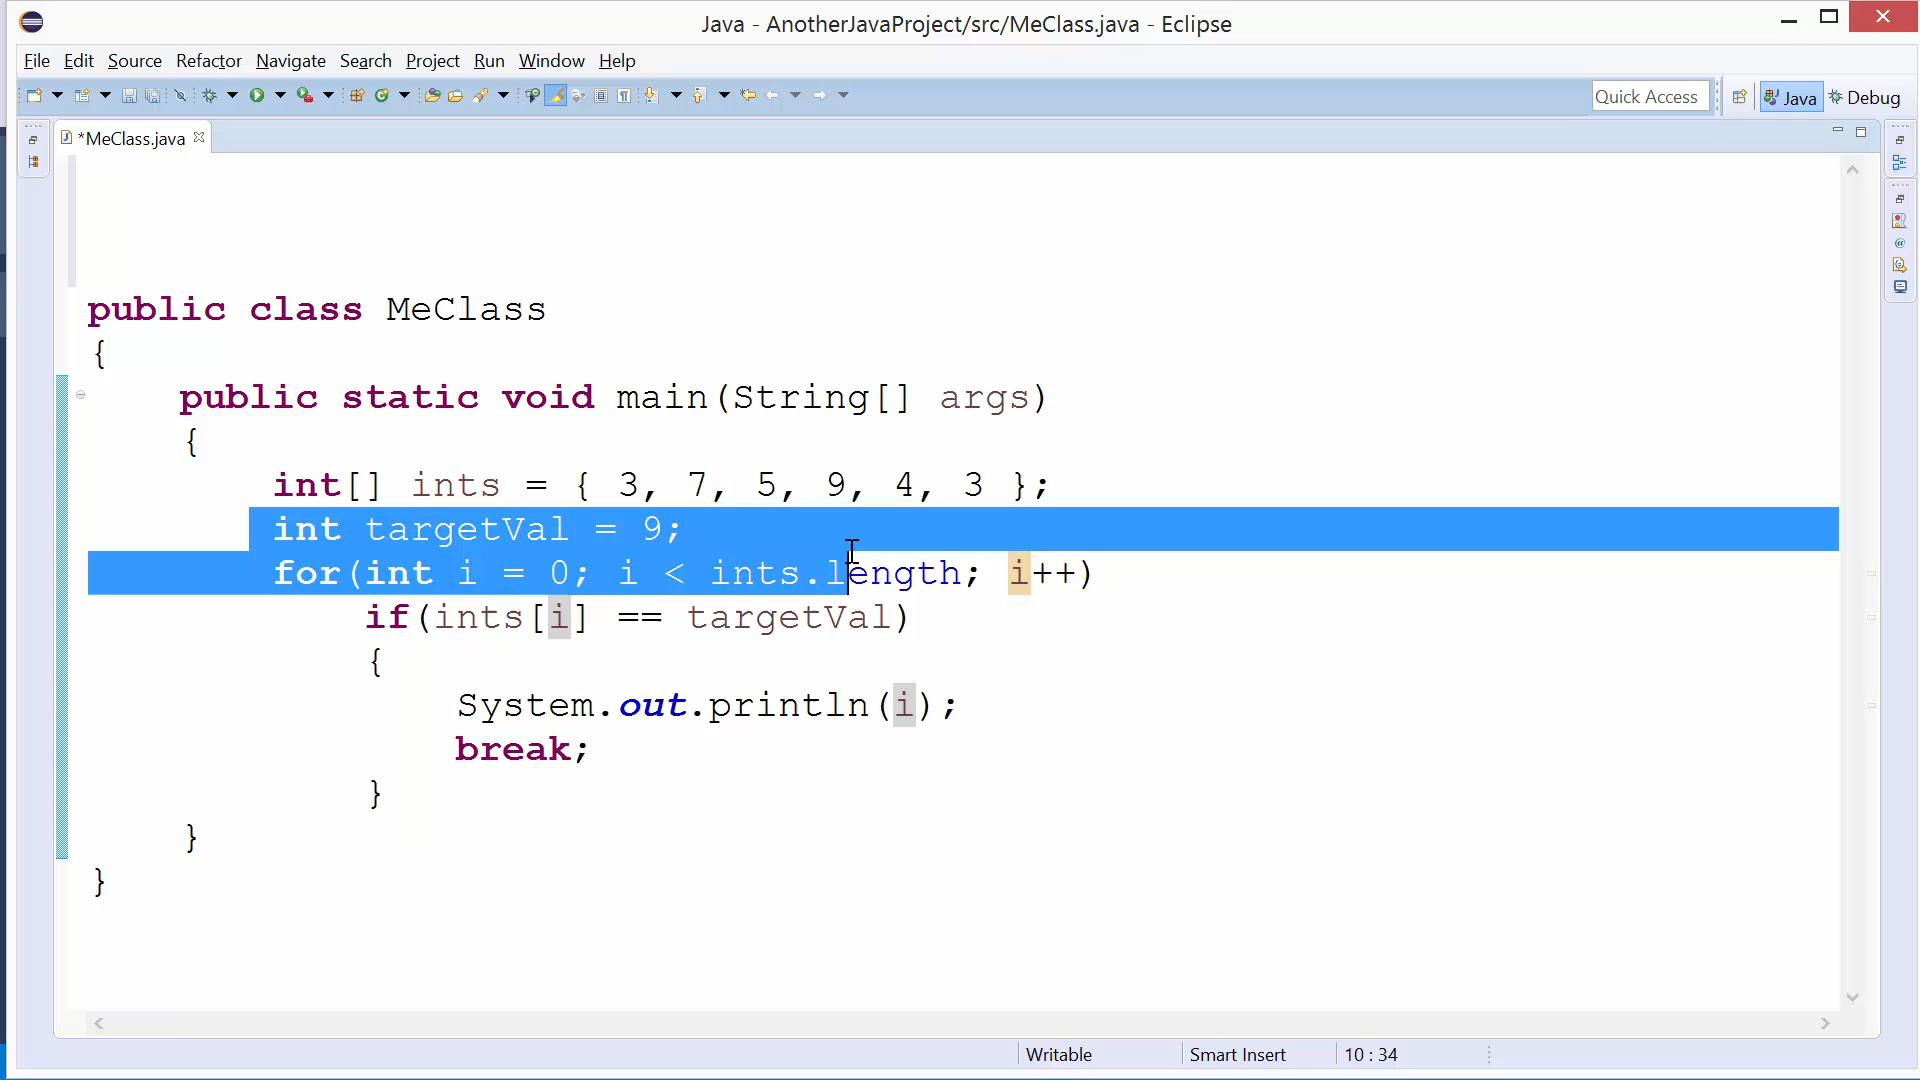 Java - AnotherJavaProject/src/MeClass.java - Eclipse
File Edit Source Refactor Navigate Search Project Run Window Help
Quick Access Java Debug
*MeClass.java
public class MeClass
{
public static void main(String[] args)
{
int[] ints = { 3, 7, 5, 9, 4, 3 };
int targetVal = 9;
for(int i = 0; i < ints.length; i++)
if(ints[i] == targetVal)
{
System.out.println(i);
break;
}
}
}
Writable Smart Insert 10 : 34